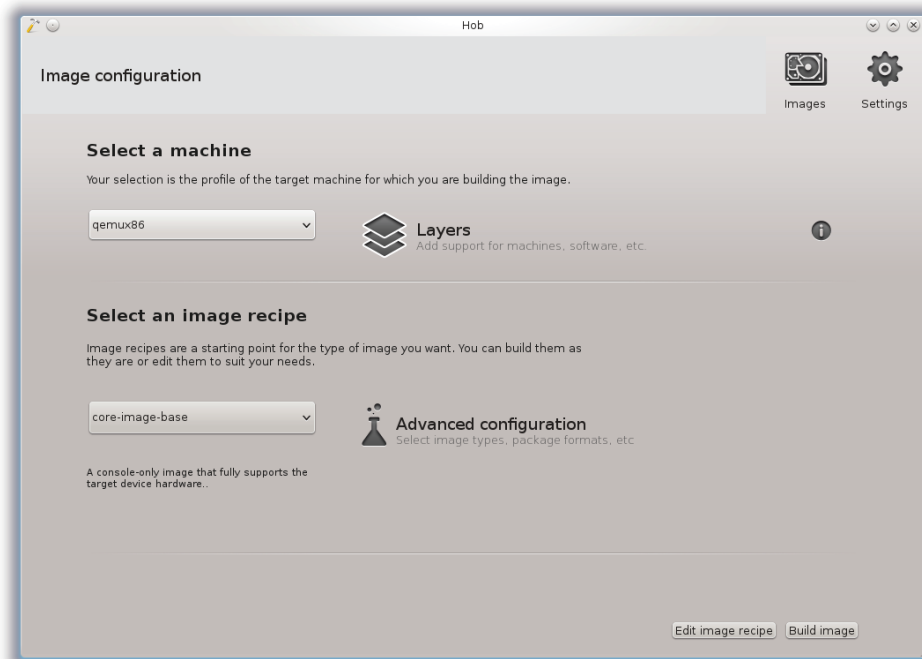 Hob
Image configuration
Images
Settings
Select a machine
Your selection is the profile of the target machine for which you are building the image.
qemux86
Layers
Add support for machines, software, etc.
Select an image recipe
Image recipes are a starting point for the type of image you want. You can build them as
they are or edit them to suit your needs.
core-image-base
Advanced configuration
Select image types, package formats, etc
A console-only image that fully supports the
target device hardware..
Edit image recipe
Build image